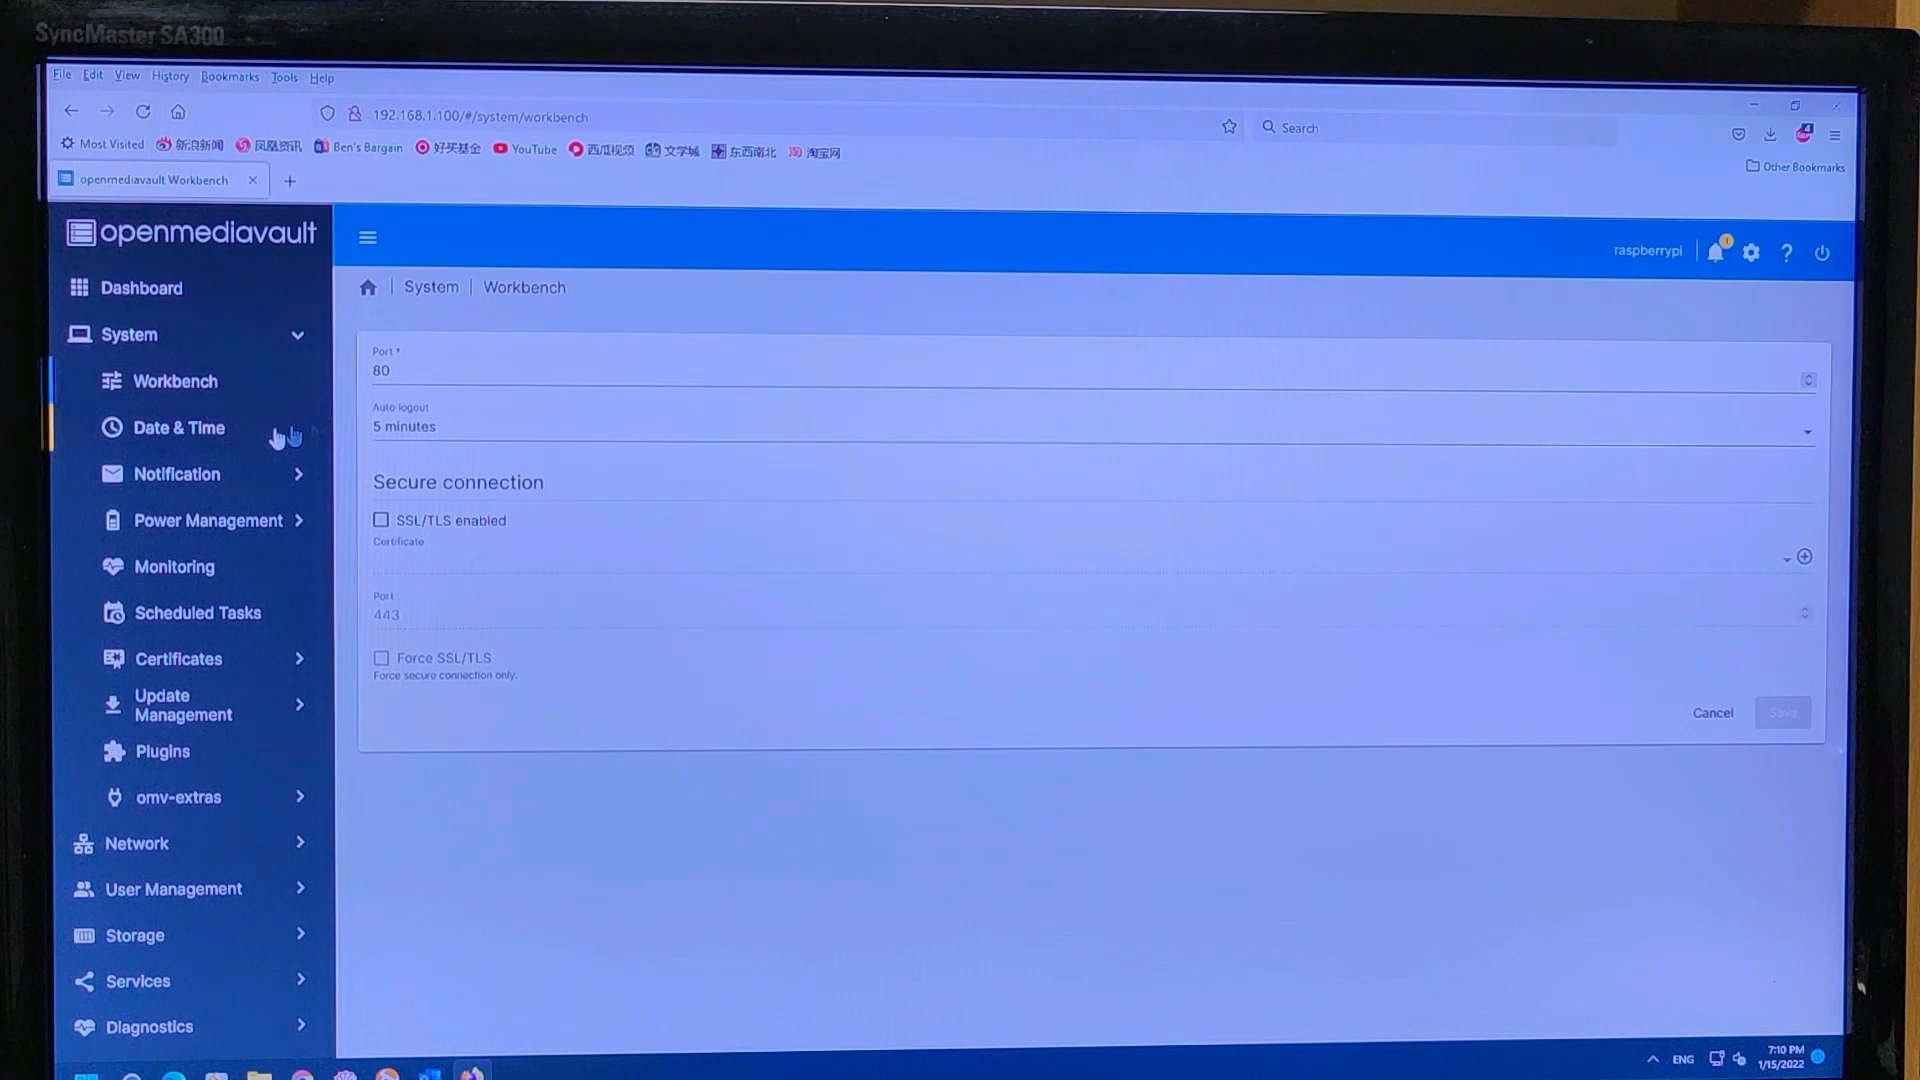 SyncMaster SA300
File Edit View History Bookmarks Tools Help
192.168.1.100/#/system/workbench
Search
Most Visited 新浪新闻 凤凰资讯 Ben's Bargain 好买基金 YouTube 西瓜视频 文学城 东西南北 淘宝网
Other Bookmarks
openmediavault Workbench
openmediavault
raspberrypi
1
Dashboard
System | Workbench
System
Workbench
Date & Time
Notification
Power Management
Monitoring
Scheduled Tasks
Certificates
Update
Management
Plugins
omv-extras
Network
User Management
Storage
Services
Diagnostics
Port *
80
Auto logout
5 minutes
Secure connection
SSL/TLS enabled
Certificate
Port
443
Force SSL/TLS
Force secure connection only.
Cancel
Save
ENG
7:10 PM
1/15/2022